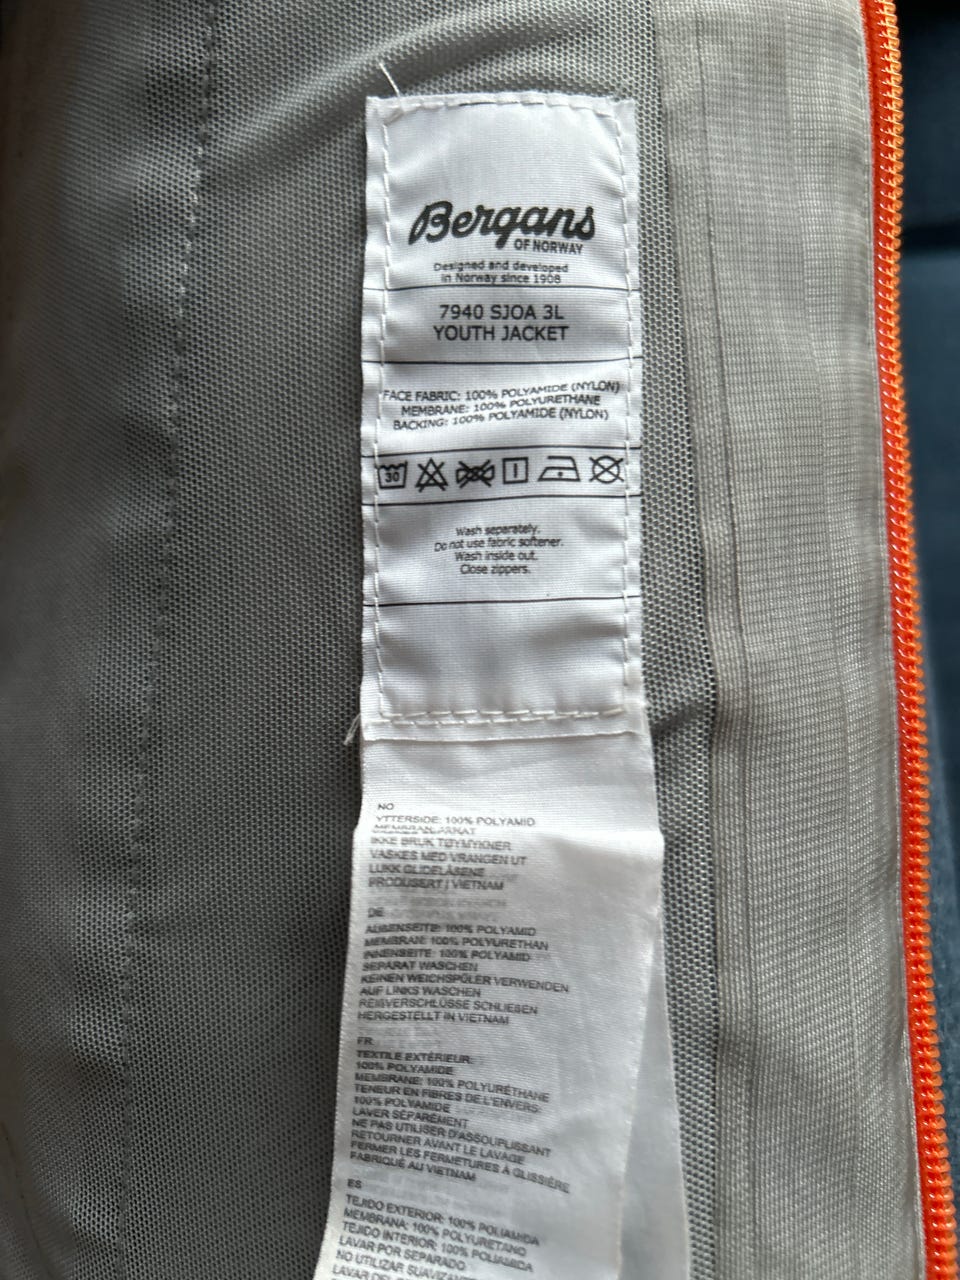 Bergans
OF NORWAY
Designed and developed
in Norway since 1908
7940 SJOA 3L
YOUTH JACKET
FACE FABRIC: 100% POLYAMIDE (NYLON)
MEMBRANE: 100% POLYURETHANE
BACKING: 100% POLYAMIDE (NYLON)
30
Wash separately.
Do not use fabric softener.
Wash inside out.
Close zippers.
NO
YTTERSIDE: 100% POLYAMID
IKKE BRUK TØYMYKNER
VASKES MED VRANGEN UT
LUKK GLIDELÅSENE
PRODUSERT I VIETNAM
DE
AUßENSEITE: 100% POLYAMID
MEMBRAN: 100% POLYURETHAN
INNENSEITE: 100% POLYAMID
SEPARAT WASCHEN
KEINEN WEICHSPÜLER VERWENDEN
AUF LINKS WASCHEN
REIßVERSCHLÜSSE SCHLIEßEN
HERGESTELLT IN VIETNAM
FR
TEXTILE EXTÉRIEUR:
100% POLYAMIDE
MEMBRANE: 100% POLYURÉTHANE
TENEUR EN FIBRES DE L'ENVERS:
100% POLYAMIDE
LAVER SÉPARÉMENT
NE PAS UTILISER D'ASSOUPLISSANT
RETOURNER AVANT LE LAVAGE
FERMER LES FERMETURES À GLISSIÈRE
FABRIQUÉ AU VIETNAM
ES
TEJIDO EXTERIOR: 100% POLIAMIDA
MEMBRANA: 100% POLYURETANO
TEJIDO INTERIOR: 100% POLIAMIDA
LAVAR POR SEPARADO
NO UTILIZAR
LAVAR DEL